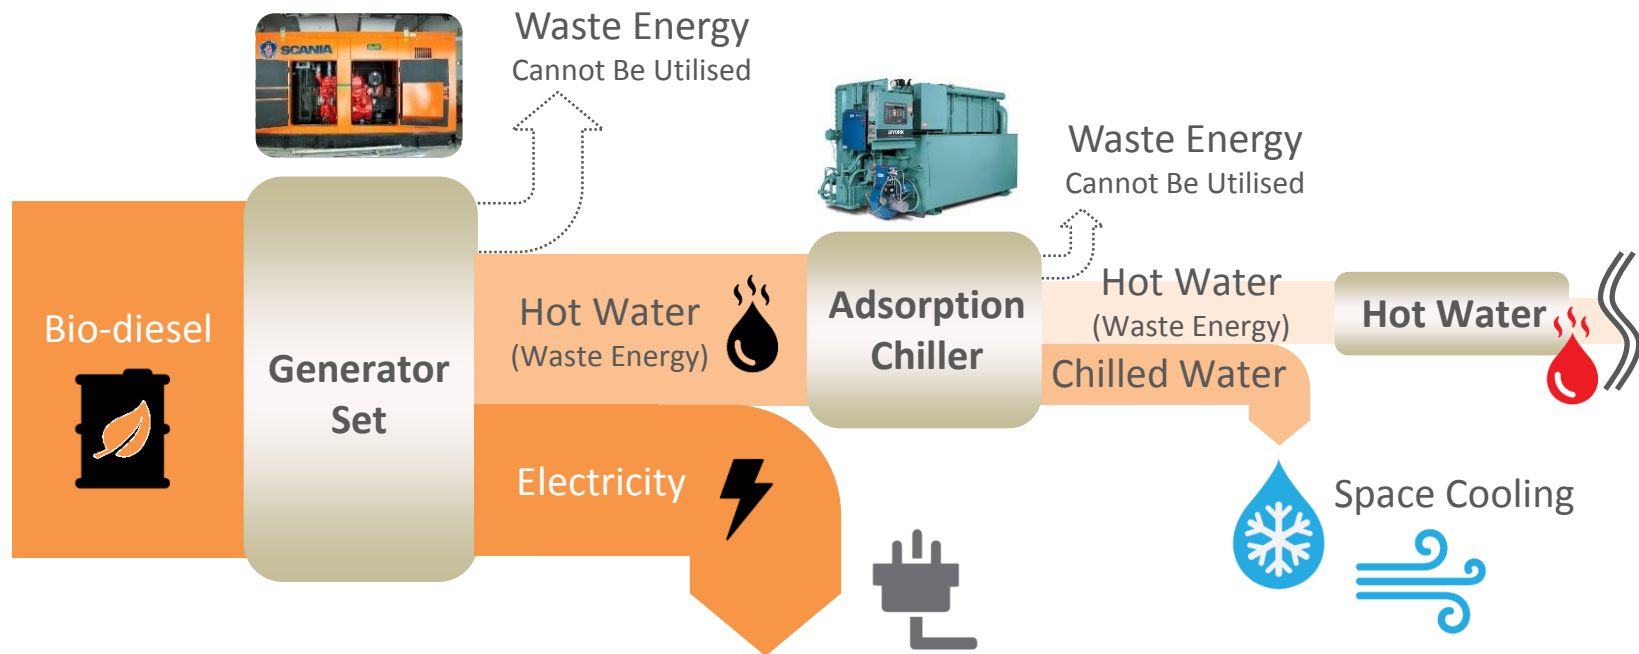 SCANIA
Waste Energy
Cannot Be Utilised
YORK
Waste Energy
Cannot Be Utilised
Bio-diesel
Generator
Set
Hot Water
(Waste Energy)
Electricity
Adsorption
Chiller
Hot Water
(Waste Energy)
Chilled Water
Hot Water
Space Cooling